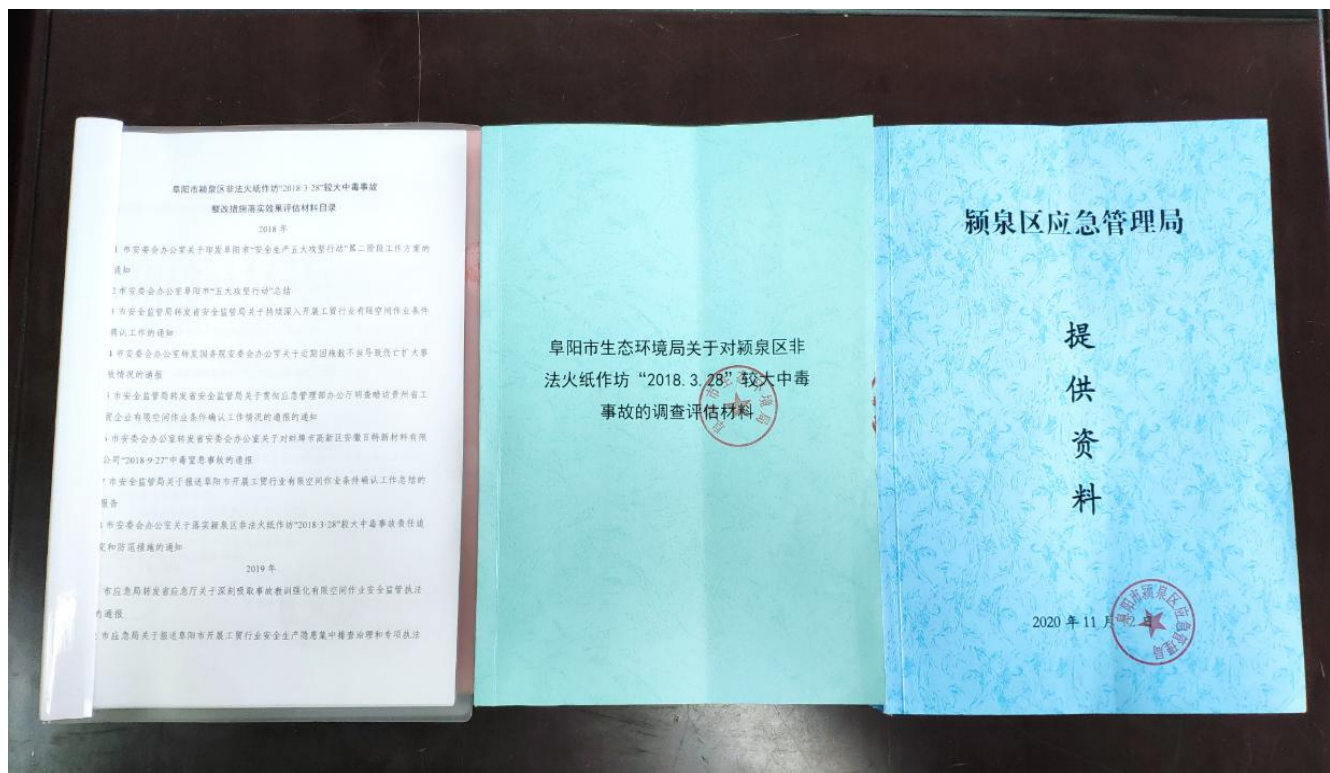 阜阳市颍泉区非法火纸作坊“2018·3·28”较大中毒事故
整改措施落实效果评估材料目录
2018 年
1 市安委会办公室关于印发阜阳市“安全生产五大攻坚行动”第二阶段工作方案的
通知
2 市安委会办公室阜阳市“五大攻坚行动”总结
市安全监管局转发省安全监管局关于持续深入开展工贸行业有限空间作业条件
确认工作的通知
市安委会办公室转发国务院安委会办公室关于近期因施救不当导致伤亡扩大事
故情况的通报
市安全监管局转发省安全监管局关于贯彻应急管理部办公厅明查暗访贵州省工
贸企业有限空间作业条件确认工作情况的通报的通知
市安委会办公室转发省安委会办公室关于对蚌埠市高新区安徽百特新材料有限
公司“2018·9·27”中毒窒息事故的通报
市安全监管局关于报送阜阳市开展工贸行业有限空间作业条件确认工作总结的
报告
市安委会办公室关于落实颍泉区非法火纸作坊“2018·3·28”较大中毒事故责任追
究和防范措施的通知
2019 年
市应急局转发省应急厅关于深刻吸取事故教训强化有限空间作业安全监管执法
的通报
市应急局关于报送阜阳市开展工贸行业安全生产隐患集中排查治理和专项执法
阜阳市生态环境局关于对颍泉区非
法火纸作坊“2018.3.28”较大中毒
事故的调查评估材料
阜阳市生态环境局
颍泉区应急管理局
提
供
资
料
2020 年 11 月 日
阜阳市颍泉区应急管理局